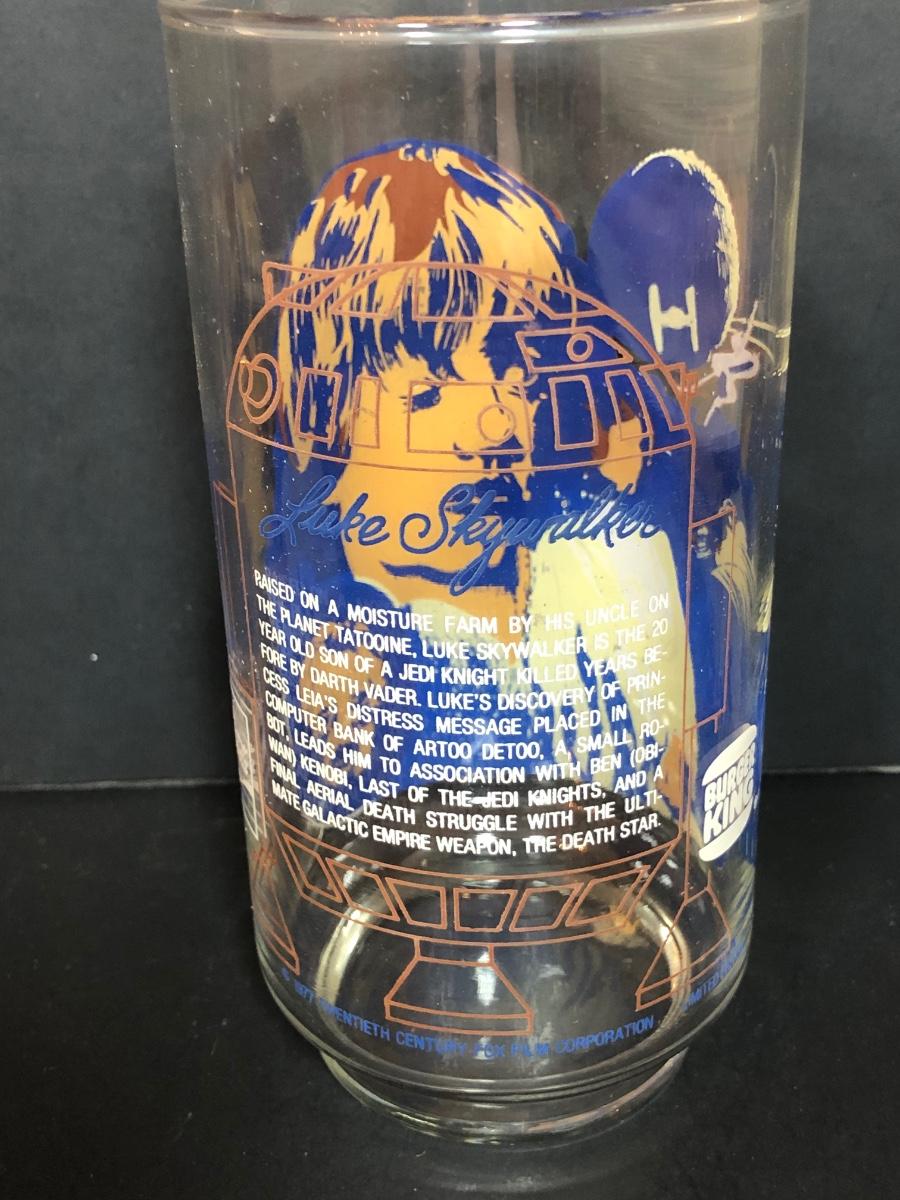 Luke Skywalker
RAISED ON A MOISTURE FARM BY HIS UNCLE ON
THE PLANET TATOOINE, LUKE SKYWALKER IS THE 20
YEAR OLD SON OF A JEDI KNIGHT KILLED YEARS BE-
FORE BY DARTH VADER. LUKE'S DISCOVERY OF PRIN-
CESS LEIA'S DISTRESS MESSAGE PLACED IN THE
COMPUTER BANK OF ARTOO DETOO, A SMALL RO-
BOT, LEADS HIM TO ASSOCIATION WITH BEN (OBI-
WAN) KENOBI, LAST OF THE JEDI KNIGHTS, AND A
FINAL AERIAL DEATH STRUGGLE WITH THE ULTI-
MATE GALACTIC EMPIRE WEAPON, THE DEATH STAR.
BURGER
KING
© 1977 TWENTIETH CENTURY FOX FILM CORPORATION LIMITED